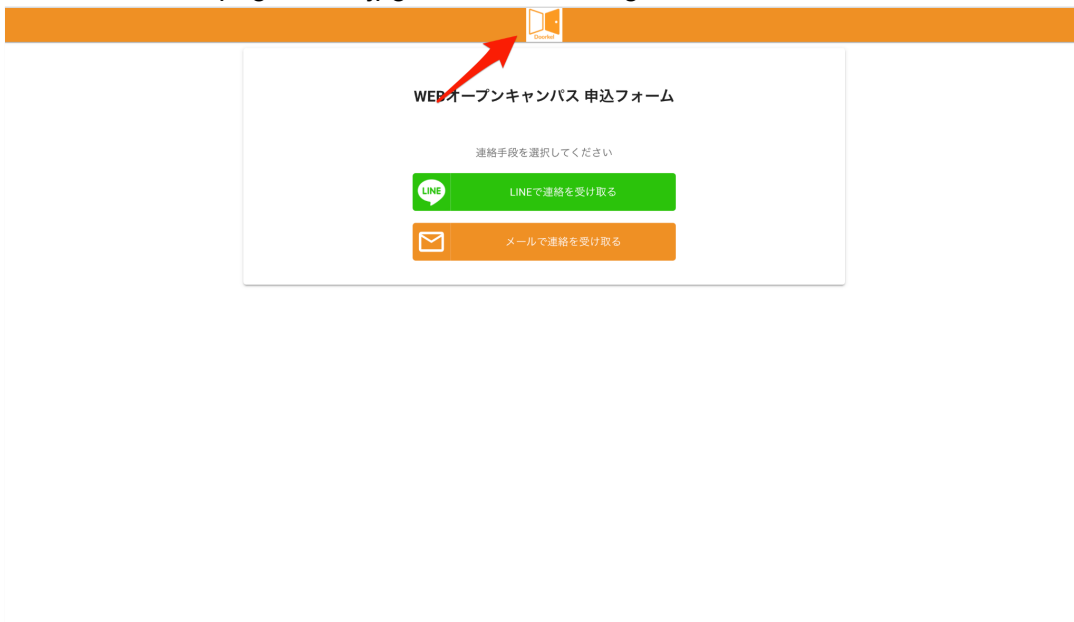 Doorkel
WEBオープンキャンパス 申込フォーム
連絡手段を選択してください
LINE
LINEで連絡を受け取る
メールで連絡を受け取る